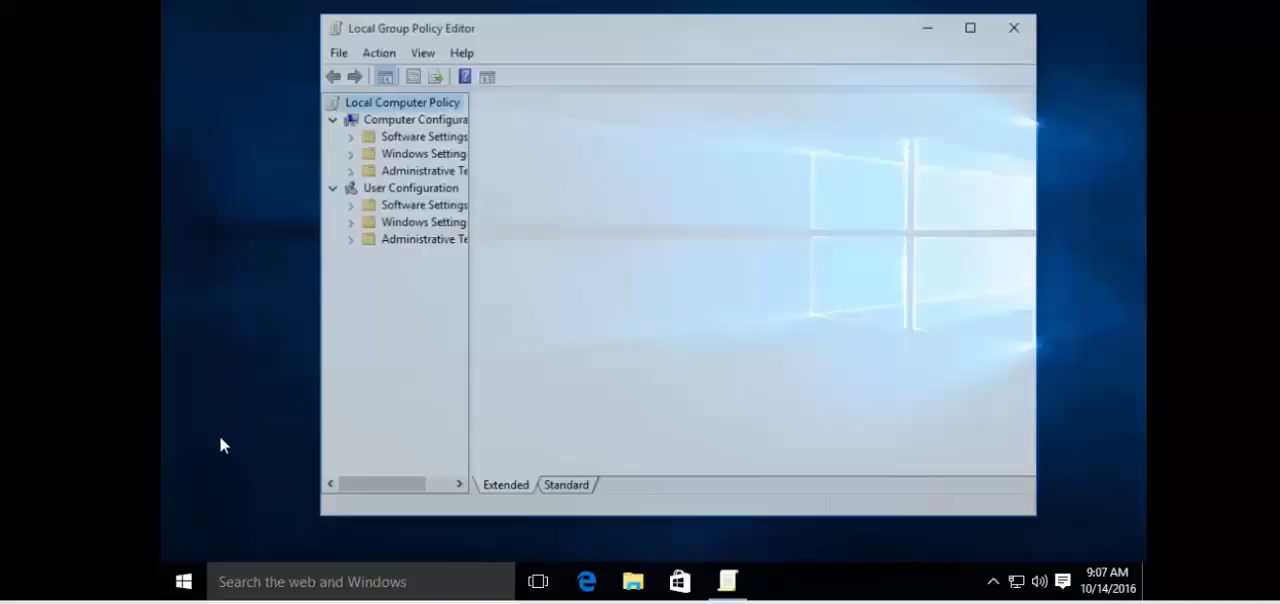 Local Group Policy Editor
File Action View Help
Local Computer Policy
Computer Configura
Software Settings
Windows Setting
Administrative Te
User Configuration
Software Settings
Windows Setting
Administrative Te
Extended Standard
Search the web and Windows
9:07 AM
10/14/2016